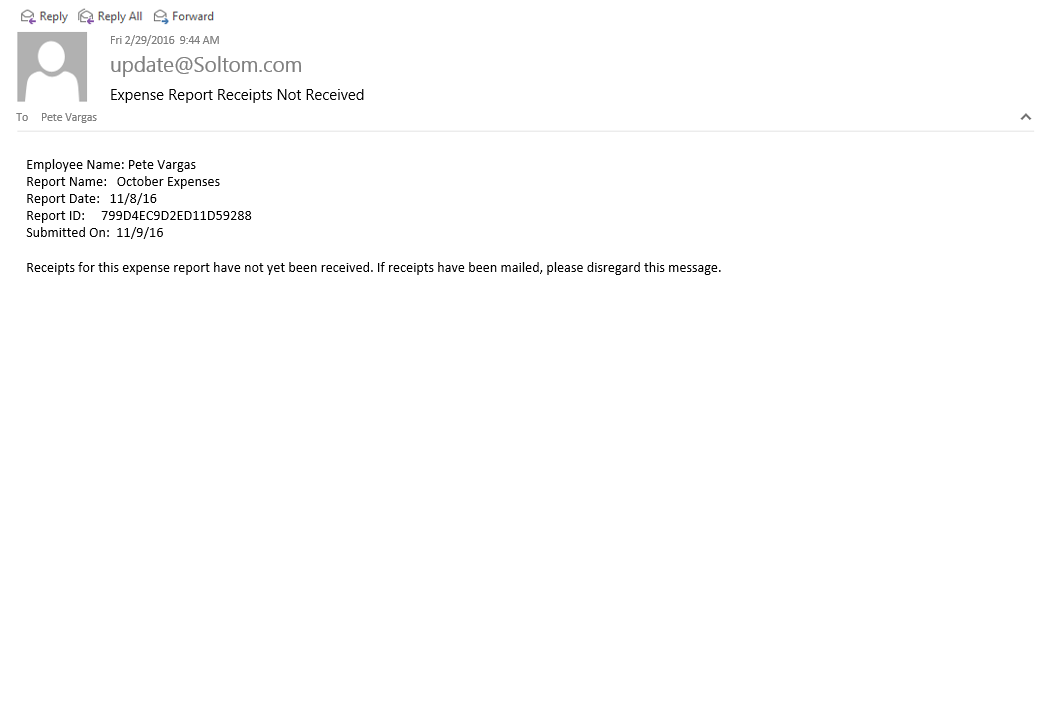 Reply Reply All Forward
Fri 2/29/2016 9:44 AM
update@Soltom.com
Expense Report Receipts Not Received
To Pete Vargas
Employee Name: Pete Vargas
Report Name: October Expenses
Report Date: 11/8/16
Report ID: 799D4EC9D2ED11D59288
Submitted On: 11/9/16
Receipts for this expense report have not yet been received. If receipts have been mailed, please disregard this message.